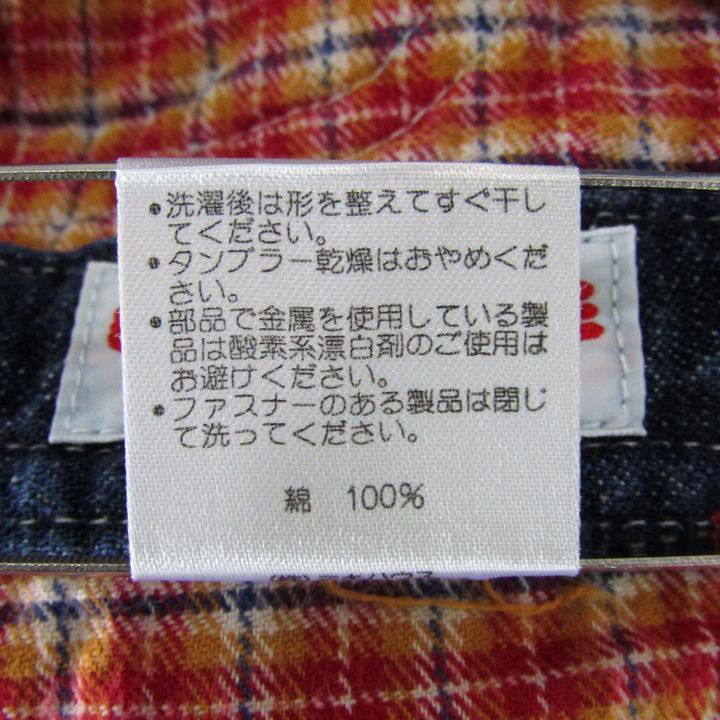 •洗濯後は形を整えてすぐ干し
てください。
•タンブラー乾燥はおやめくだ
さい。
•部品で金属を使用している製
品は酸素系漂白剤のご使用は
お避けください。
•ファスナーのある製品は閉じ
て洗ってください。
綿 100%